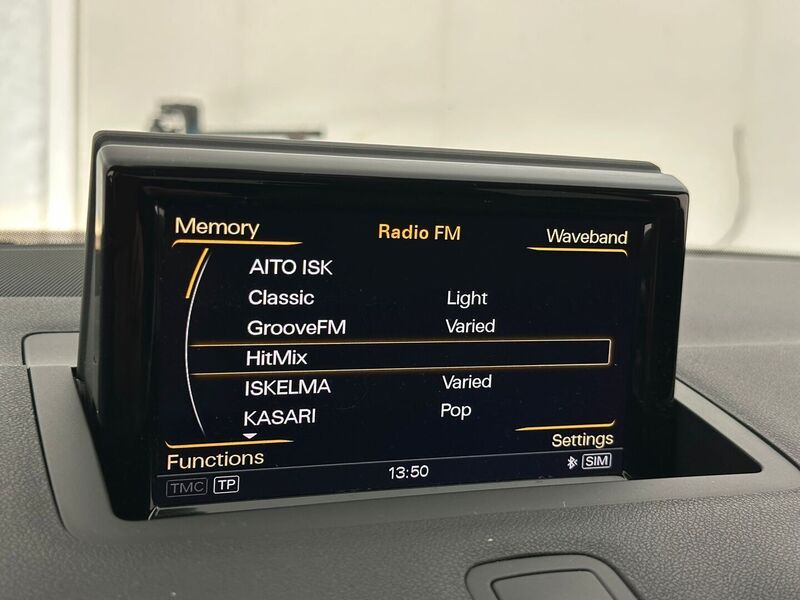 Memory
Radio FM
Waveband
AITO ISK
Classic Light
GrooveFM Varied
HitMix
ISKELMA Varied
KASARI Pop
Functions
Settings
TMC TP
13:50
SIM